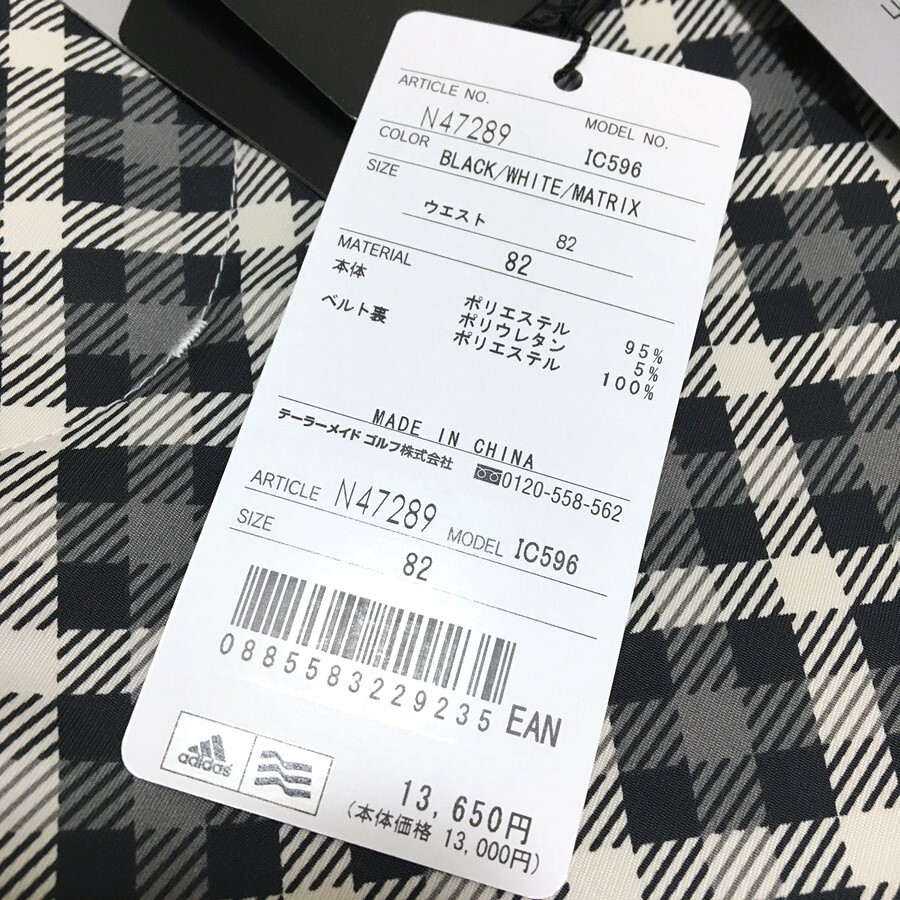 ARTICLE NO.
N47289
MODEL NO.
IC596
COLOR
BLACK/WHITE/MATRIX
SIZE
ウエスト 82
82
MATERIAL
本体 ポリエステル 95%
ポリウレタン 5%
ベルト裏 ポリエステル 100%
MADE IN CHINA
テーラーメイド ゴルフ株式会社 0120-558-562
ARTICLE N47289 MODEL IC596
SIZE
82
0885583229235 EAN
adidas
13,650円
(本体価格 13,000円)